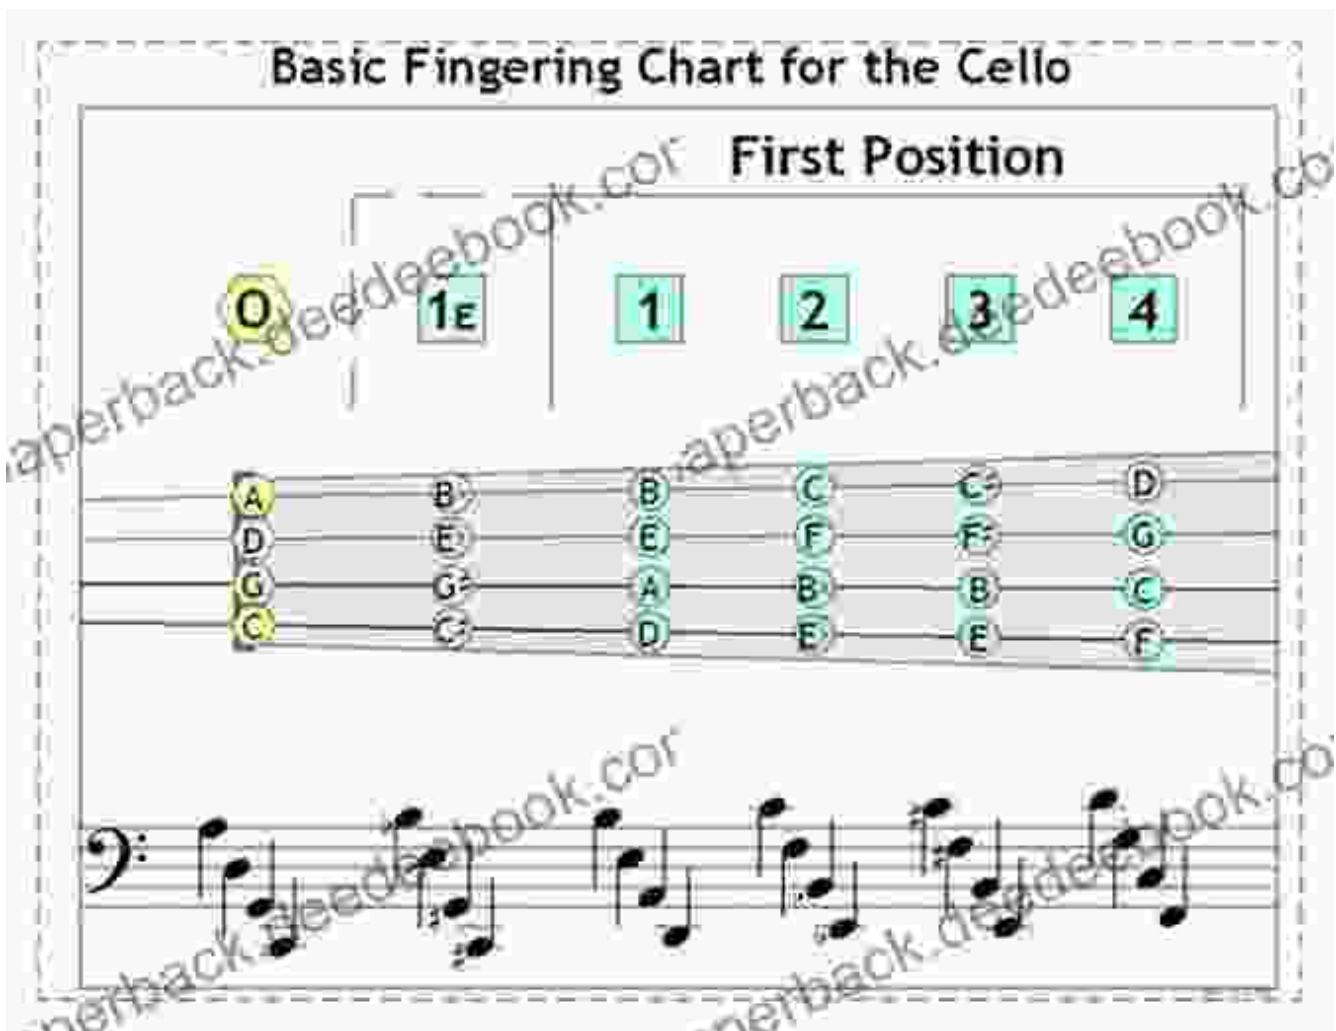 Basic Fingering Chart for the Cello
First Position
O 1E 1 2 3 4
A B♭ B C C♯ D
D E♭ E F F♯ G
G G♯ A B♭ B C
C C♯ D E♭ E F